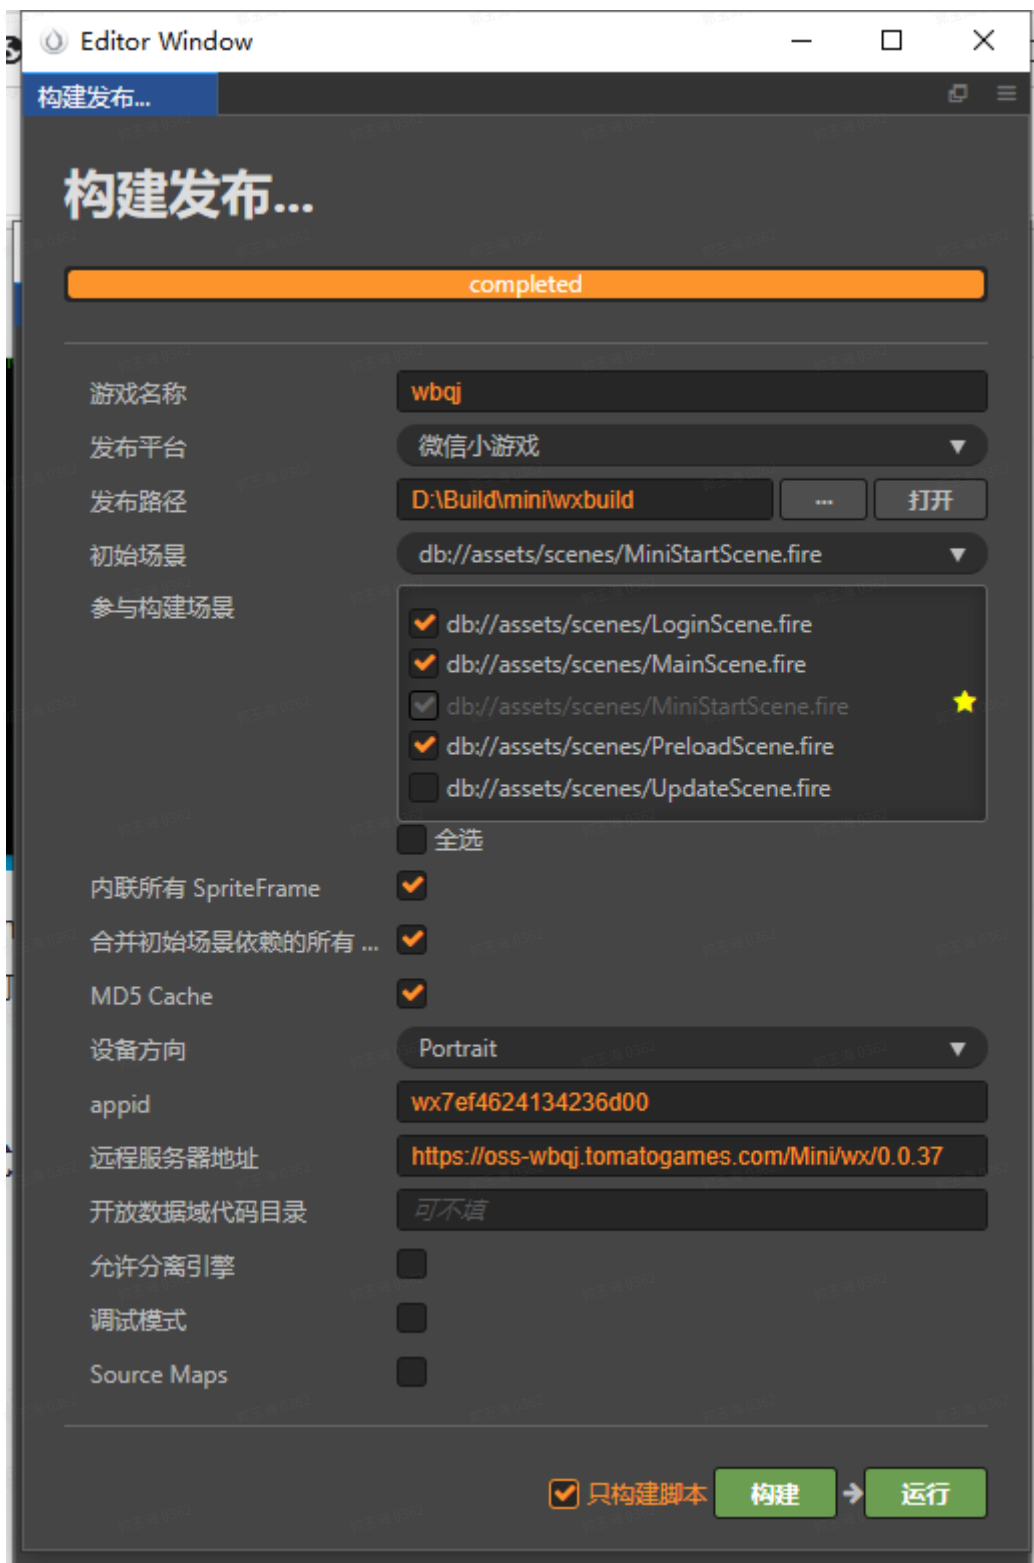 Editor Window
构建发布...
构建发布...
completed
游戏名称 wbqj
发布平台 微信小游戏
发布路径 D:\Build\mini\wxbuild ... 打开
初始场景 db://assets/scenes/MiniStartScene.fire
参与构建场景
db://assets/scenes/LoginScene.fire
db://assets/scenes/MainScene.fire
db://assets/scenes/MiniStartScene.fire
db://assets/scenes/PreloadScene.fire
db://assets/scenes/UpdateScene.fire
全选
内联所有 SpriteFrame
合并初始场景依赖的所有 ...
MD5 Cache
设备方向 Portrait
appid wx7ef4624134236d00
远程服务器地址 https://oss-wbqj.tomatogames.com/Mini/wx/0.0.37
开放数据域代码目录 可不填
允许分离引擎
调试模式
Source Maps
只构建脚本 构建 运行